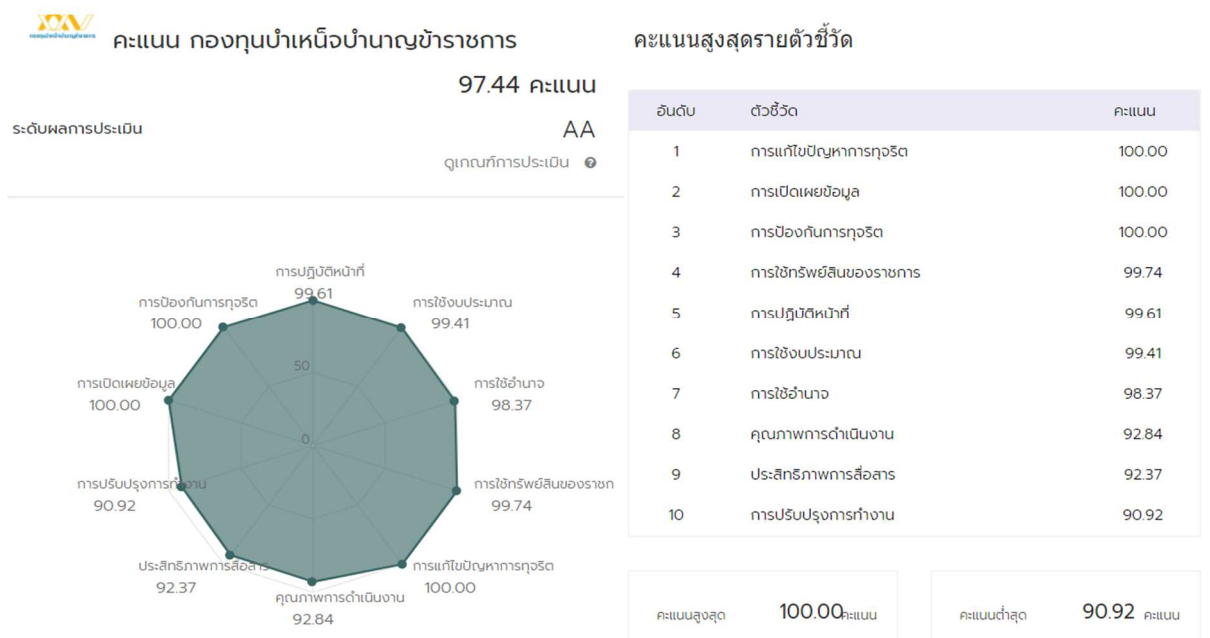 คะแนน กองทุนบำเหน็จบำนาญข้าราชการ
97.44 คะแนน
ระดับผลการประเมิน AA
ดูเกณฑ์การประเมิน
การปฏิบัติหน้าที่
99.61
การป้องกันการทุจริต
100.00
การใช้งบประมาณ
99.41
50
การเปิดเผยข้อมูล
100.00
การใช้อำนาจ
98.37
0
การปรับปรุงการทำงาน
90.92
การใช้ทรัพย์สินของราชก
99.74
ประสิทธิภาพการสื่อสาร
92.37
การแก้ไขปัญหาการทุจริต
100.00
คุณภาพการดำเนินงาน
92.84
คะแนนสูงสุดรายตัวชี้วัด
อันดับ ตัวชี้วัด คะแนน
1 การแก้ไขปัญหาการทุจริต 100.00
2 การเปิดเผยข้อมูล 100.00
3 การป้องกันการทุจริต 100.00
4 การใช้ทรัพย์สินของราชการ 99.74
5 การปฏิบัติหน้าที่ 99.61
6 การใช้งบประมาณ 99.41
7 การใช้อำนาจ 98.37
8 คุณภาพการดำเนินงาน 92.84
9 ประสิทธิภาพการสื่อสาร 92.37
10 การปรับปรุงการทำงาน 90.92
คะแนนสูงสุด 100.00 คะแนน
คะแนนต่ำสุด 90.92 คะแนน